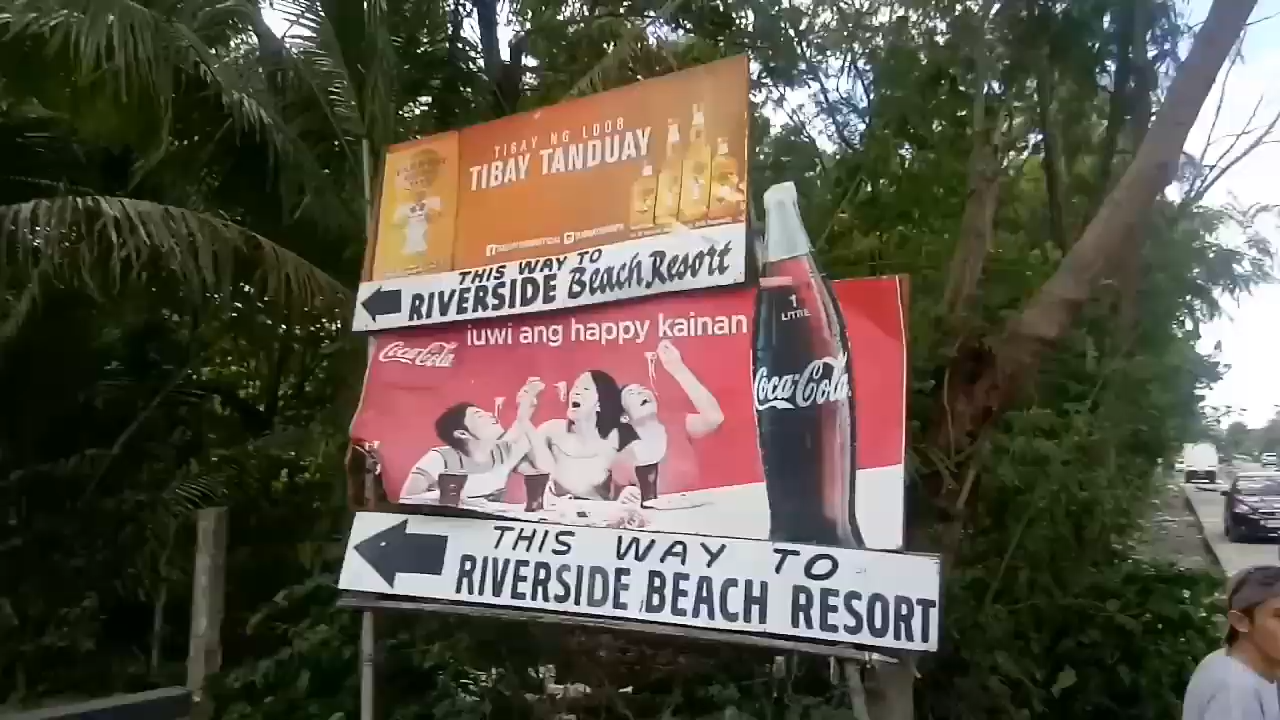 TIBAY NG LOOB
TIBAY TANDUAY
THIS WAY TO
RIVERSIDE Beach Resort
iuwi ang happy kainan
Coca-Cola
1
LITRE
Coca-Cola
THIS WAY TO
RIVERSIDE BEACH RESORT